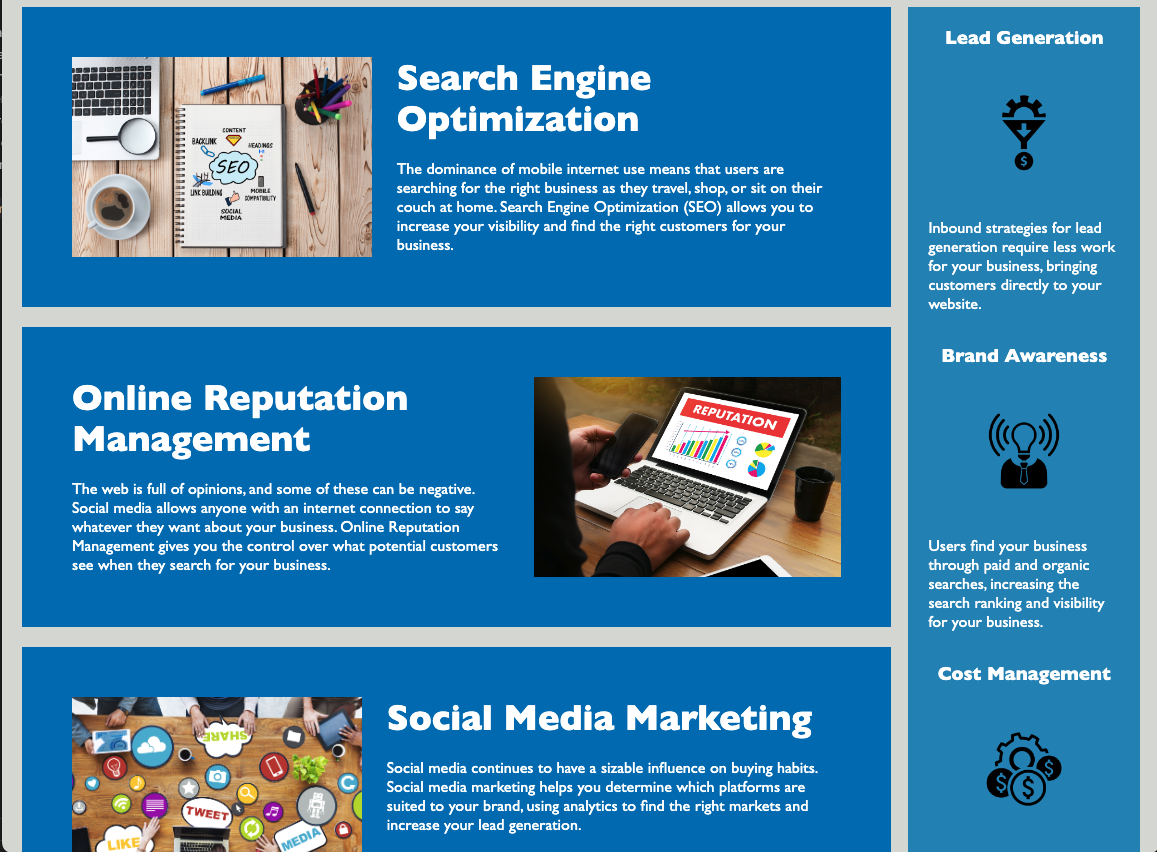 Search Engine
Optimization
The dominance of mobile internet use means that users are
searching for the right business as they travel, shop, or sit on their
couch at home. Search Engine Optimization (SEO) allows you to
increase your visibility and find the right customers for your
business.
CONTENT
BACKLINK
HEADINGS
SEO
LINK BUILDING
MOBILE
COMPATIBILITY
SOCIAL
MEDIA
Online Reputation
Management
The web is full of opinions, and some of these can be negative.
Social media allows anyone with an internet connection to say
whatever they want about your business. Online Reputation
Management gives you the control over what potential customers
see when they search for your business.
REPUTATION
Social Media Marketing
Social media continues to have a sizable influence on buying habits.
Social media marketing helps you determine which platforms are
suited to your brand, using analytics to find the right markets and
increase your lead generation.
SHARE
TWEET
LIKE
MEDIA
Lead Generation
$
Inbound strategies for lead
generation require less work
for your business, bringing
customers directly to your
website.
Brand Awareness
Users find your business
through paid and organic
searches, increasing the
search ranking and visibility
for your business.
Cost Management
$ $ $